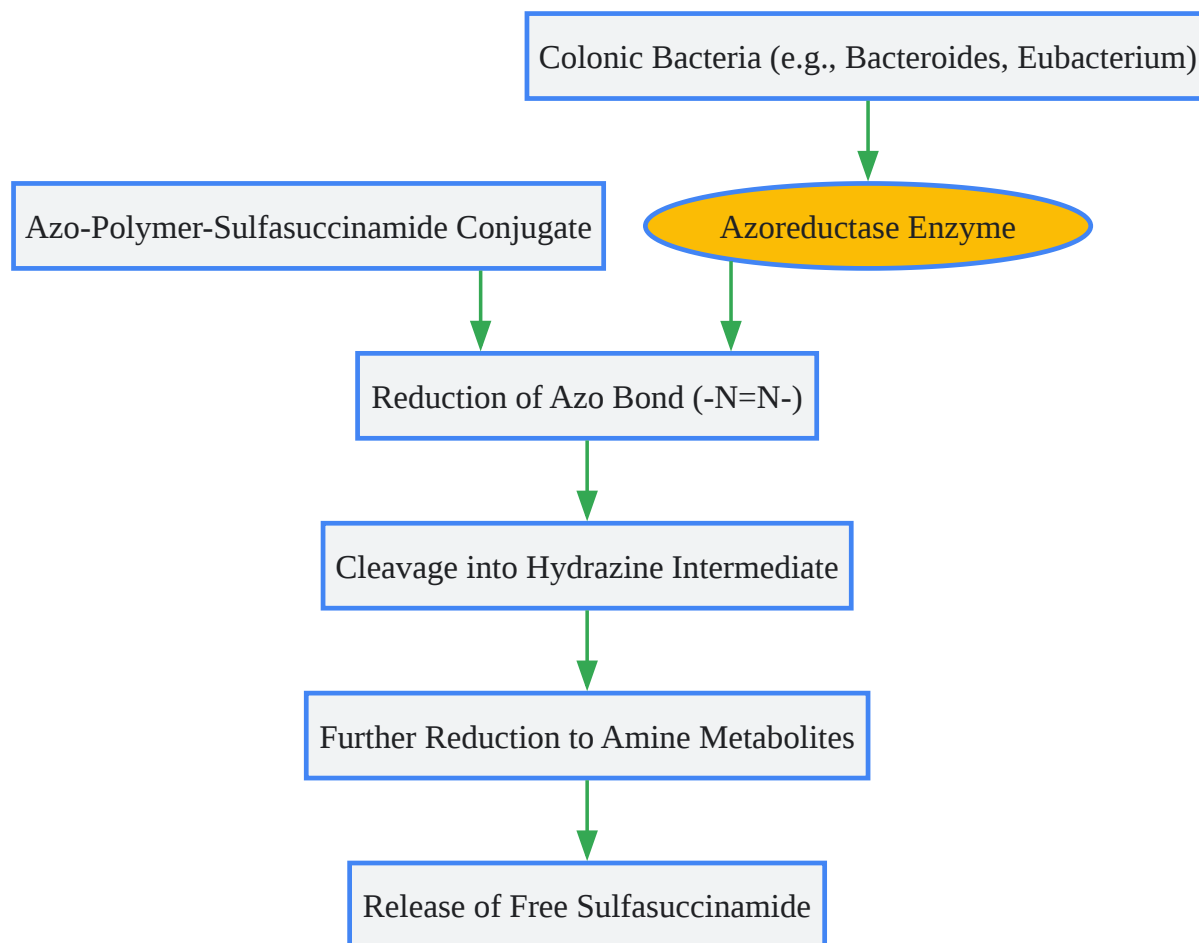 Colonic Bacteria (e.g., Bacteroides, Eubacterium)
Azo-Polymer-Sulfasuccinamide Conjugate
Azoreductase Enzyme
Reduction of Azo Bond (-N=N-)
Cleavage into Hydrazine Intermediate
Further Reduction to Amine Metabolites
Release of Free Sulfasuccinamide